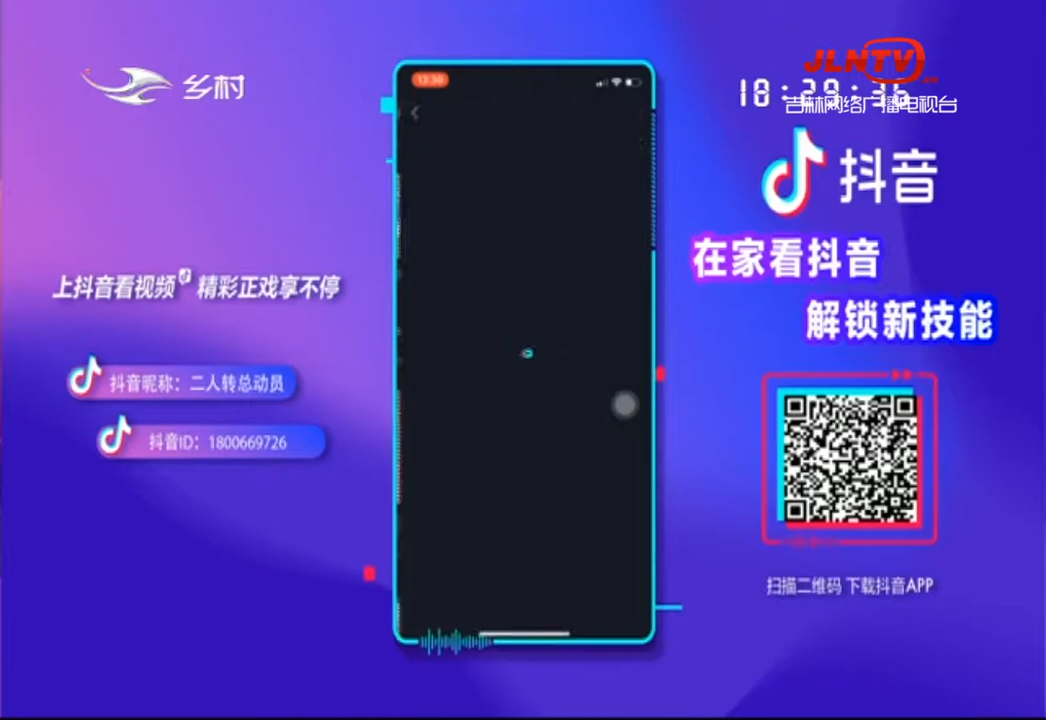 乡村
JLNTV
18:29:36
吉林网络广播电视台
13:30
抖音
在家看抖音
解锁新技能
上抖音看视频 精彩正戏享不停
抖音昵称：二人转总动员
抖音ID：1800669726
扫描二维码 下载抖音APP